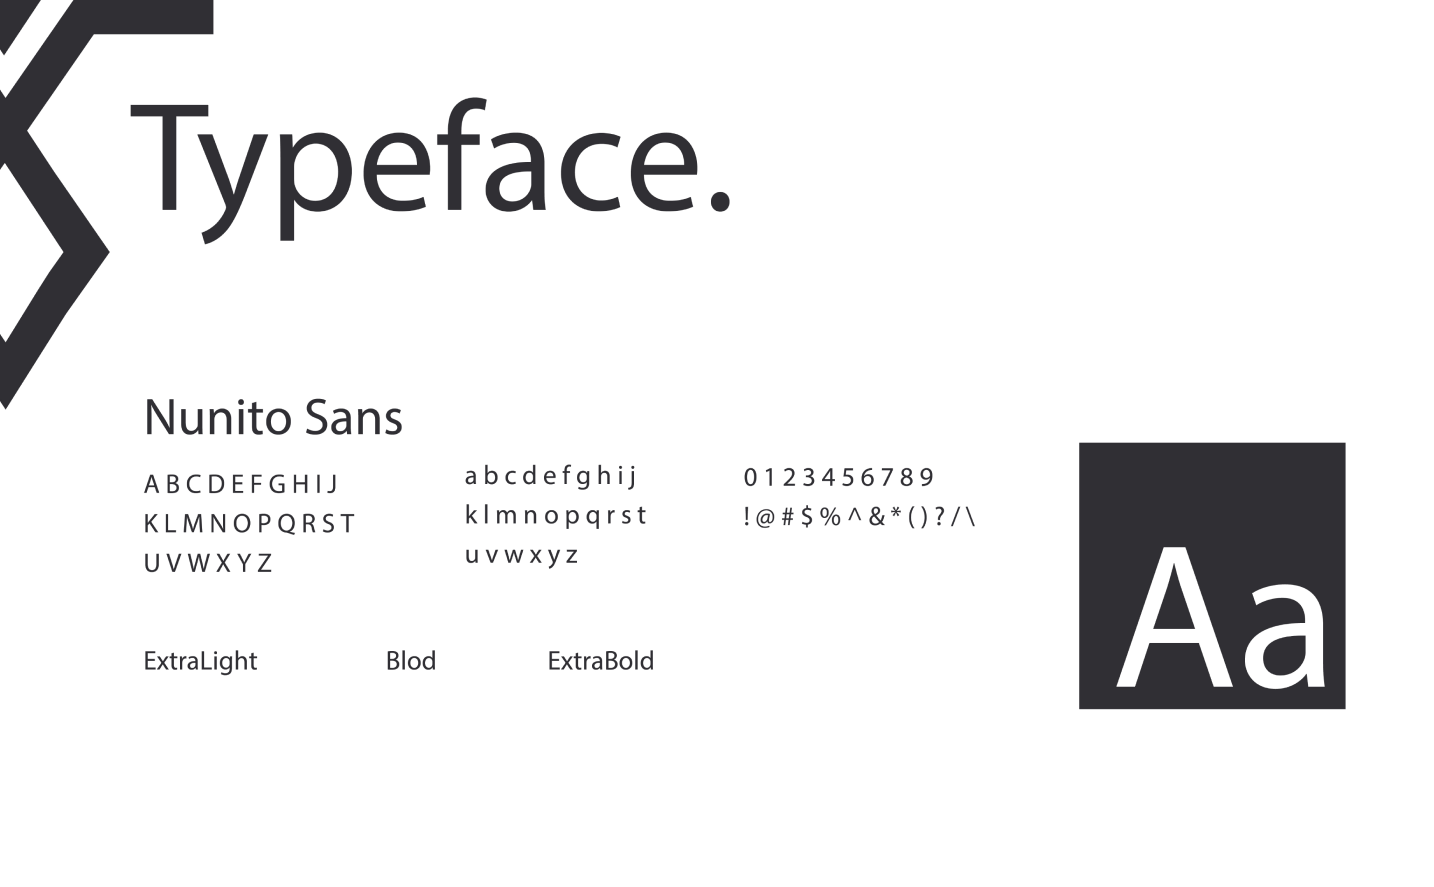 Typeface.
Nunito Sans
A B C D E F G H I J
K L M N O P Q R S T
U V W X Y Z
a b c d e f g h i j
k l m n o p q r s t
u v w x y z
0 1 2 3 4 5 6 7 8 9
! @ # $ % ^ & * ( ) ? / \
ExtraLight
Blod
ExtraBold
Aa